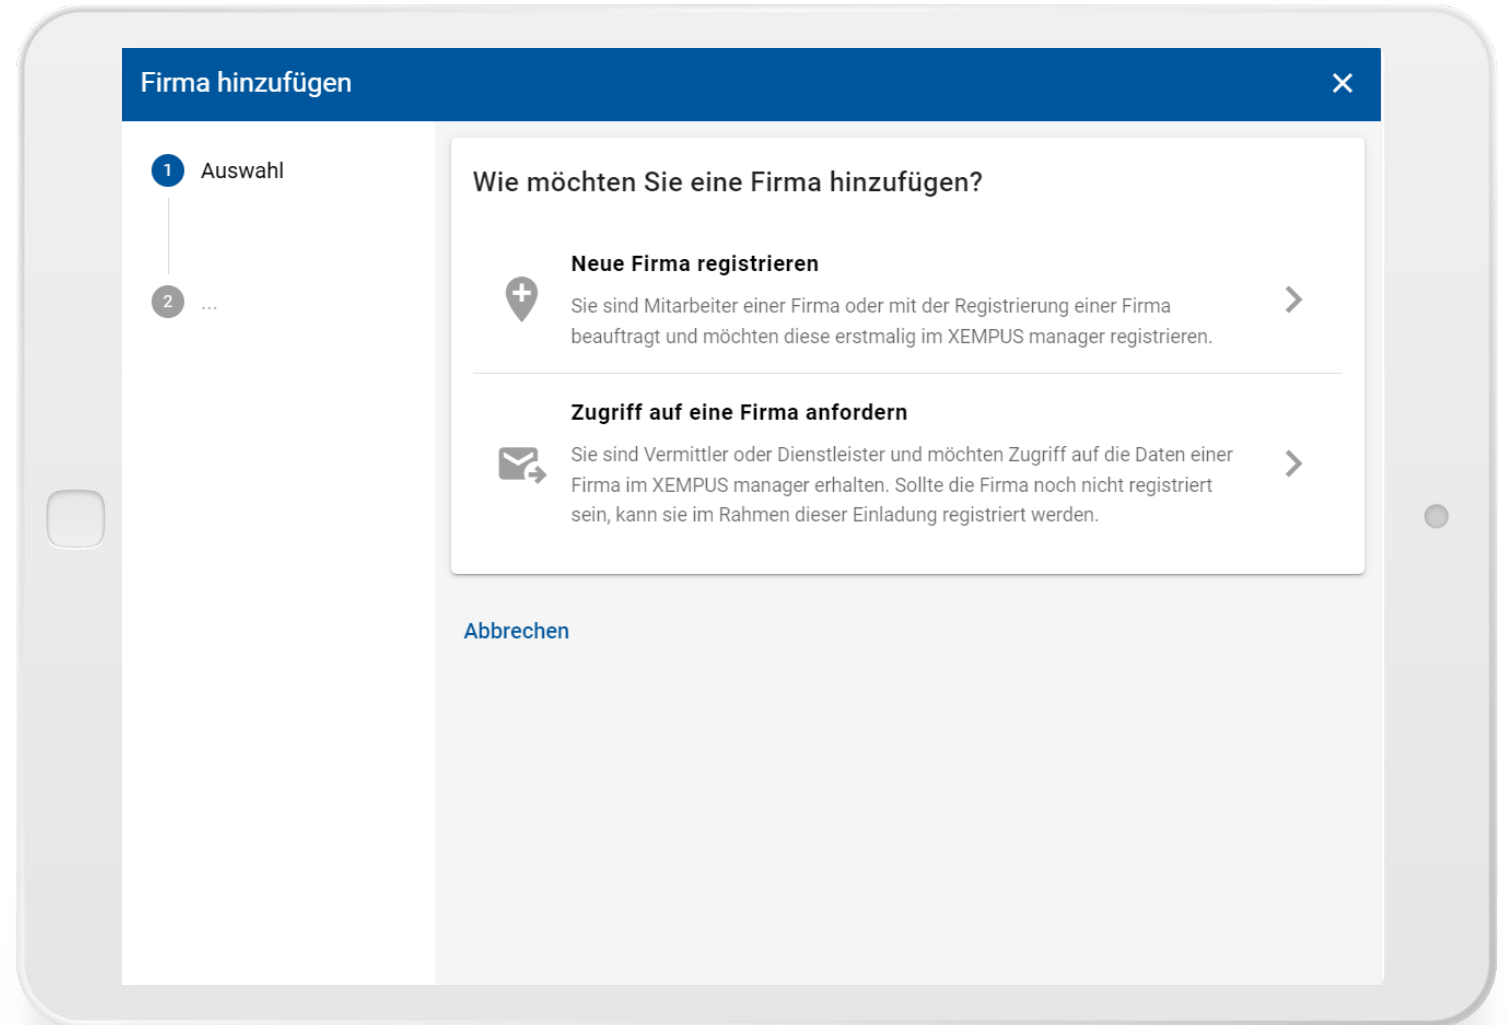 Firma hinzufügen
1 Auswahl
2 ...
Wie möchten Sie eine Firma hinzufügen?
Neue Firma registrieren
Sie sind Mitarbeiter einer Firma oder mit der Registrierung einer Firma
beauftragt und möchten diese erstmalig im XEMPUS manager registrieren.
Zugriff auf eine Firma anfordern
Sie sind Vermittler oder Dienstleister und möchten Zugriff auf die Daten einer
Firma im XEMPUS manager erhalten. Sollte die Firma noch nicht registriert
sein, kann sie im Rahmen dieser Einladung registriert werden.
Abbrechen